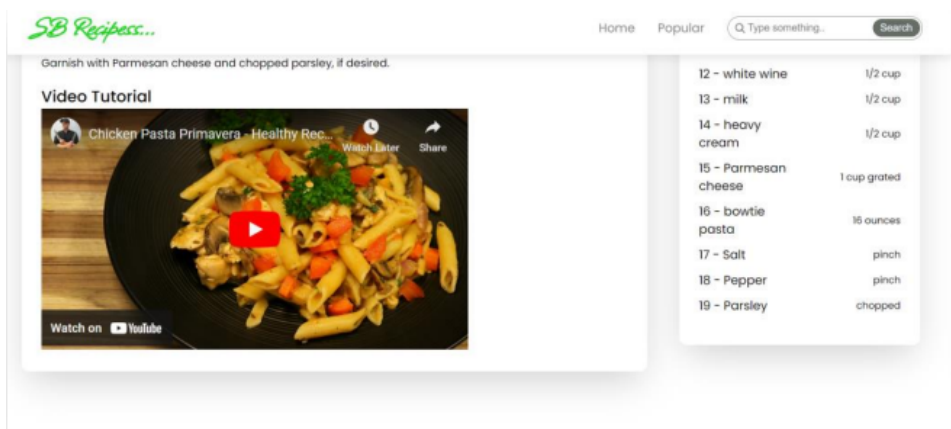 SB Recipess...
Home
Popular
Type something..
Search
Garnish with Parmesan cheese and chopped parsley, if desired.
Video Tutorial
Chicken Pasta Primavera - Healthy Rec...
Watch Later
Share
Watch on YouTube
12 - white wine 1/2 cup
13 - milk 1/2 cup
14 - heavy
cream 1/2 cup
15 - Parmesan
cheese 1 cup grated
16 - bowtie
pasta 16 ounces
17 - Salt pinch
18 - Pepper pinch
19 - Parsley chopped